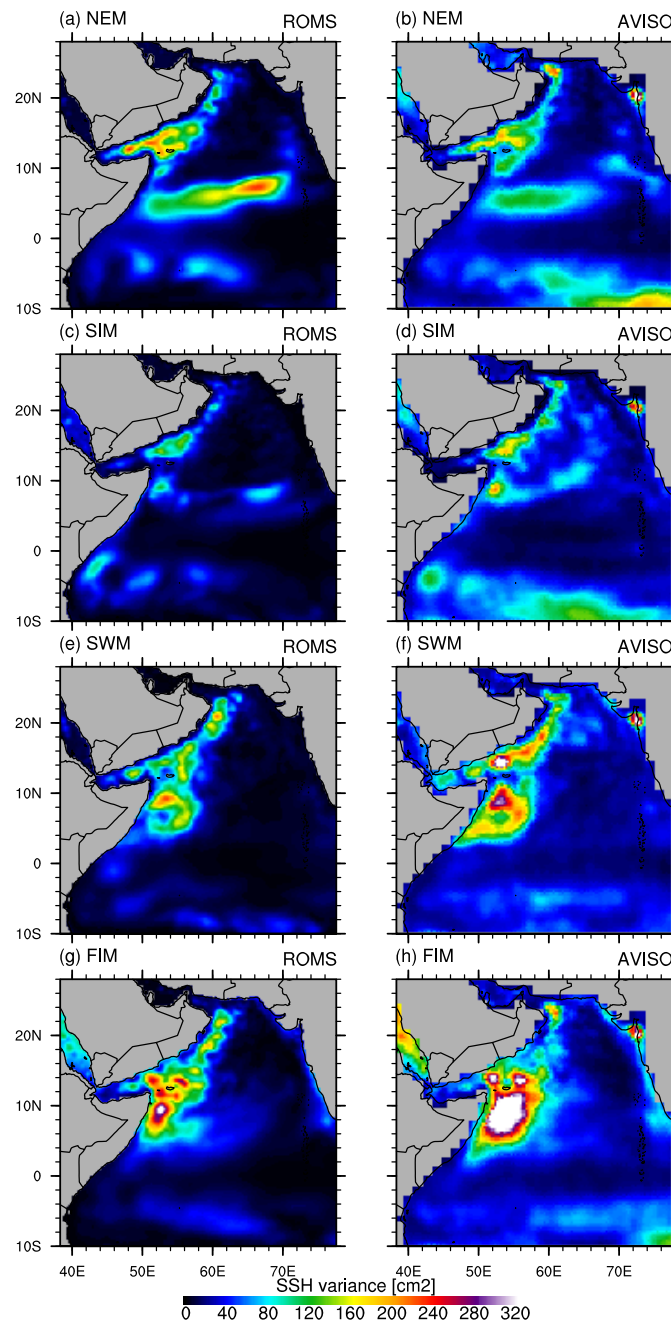 (a) NEM ROMS (b) NEM AVISO
20N
10N
0
10S
(c) SIM ROMS (d) SIM AVISO
20N
10N
0
10S
(e) SWM ROMS (f) SWM AVISO
20N
10N
0
10S
(g) FIM ROMS (h) FIM AVISO
20N
10N
0
10S
40E 50E 60E 70E 40E 50E 60E 70E
SSH variance [cm2]
0 40 80 120 160 200 240 280 320